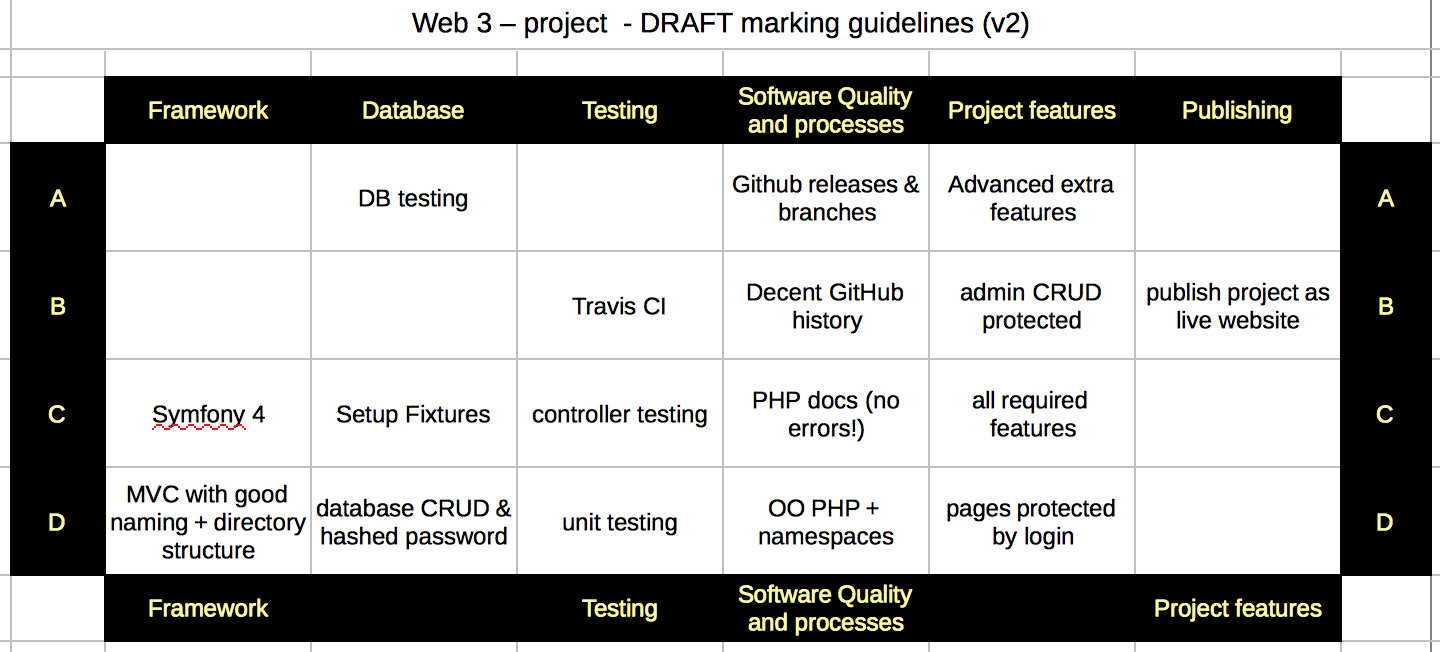 Web 3 – project  - DRAFT marking guidelines (v2)
Framework
Database
Testing
Software Quality
and processes
Project features
Publishing
A
DB testing
Github releases &
branches
Advanced extra
features
A
B
Travis CI
Decent GitHub
history
admin CRUD
protected
publish project as
live website
B
C
Symfony 4
Setup Fixtures
controller testing
PHP docs (no
errors!)
all required
features
C
D
MVC with good
naming + directory
structure
database CRUD &
hashed password
unit testing
OO PHP +
namespaces
pages protected
by login
D
Framework
Testing
Software Quality
and processes
Project features